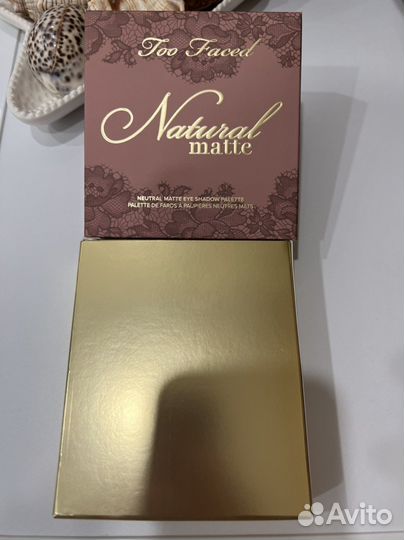 Too Faced
Natural
matte
NEUTRAL MATTE EYE SHADOW PALETTE
PALETTE DE FARDS À PAUPIÈRES NEUTRES MATS
Avito